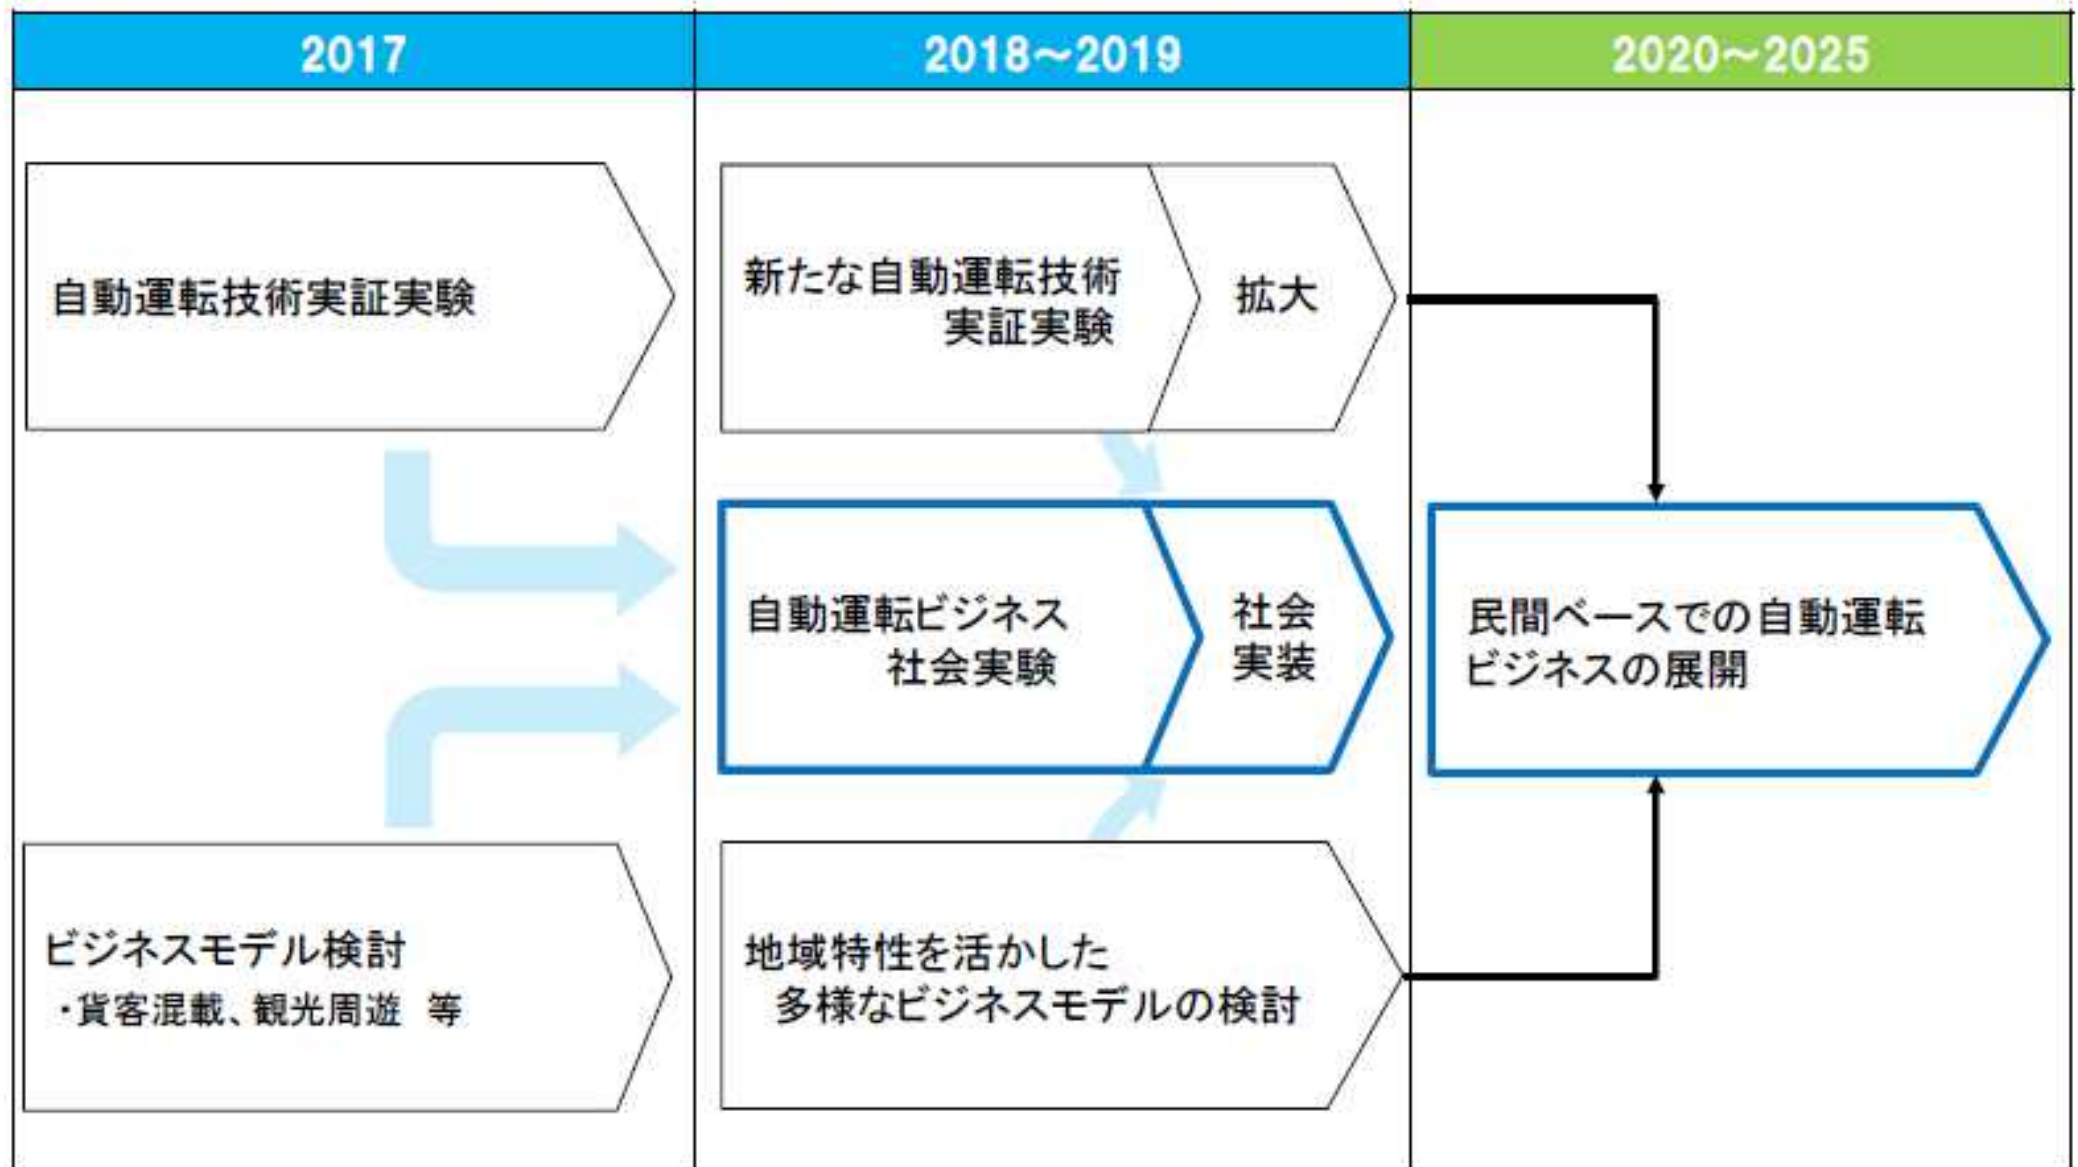 2017
2018～2019
2020～2025
自動運転技術実証実験
新たな自動運転技術
実証実験
拡大
自動運転ビジネス
社会実験
社会
実装
民間ベースでの自動運転
ビジネスの展開
ビジネスモデル検討
・貨客混載、観光周遊 等
地域特性を活かした
多様なビジネスモデルの検討